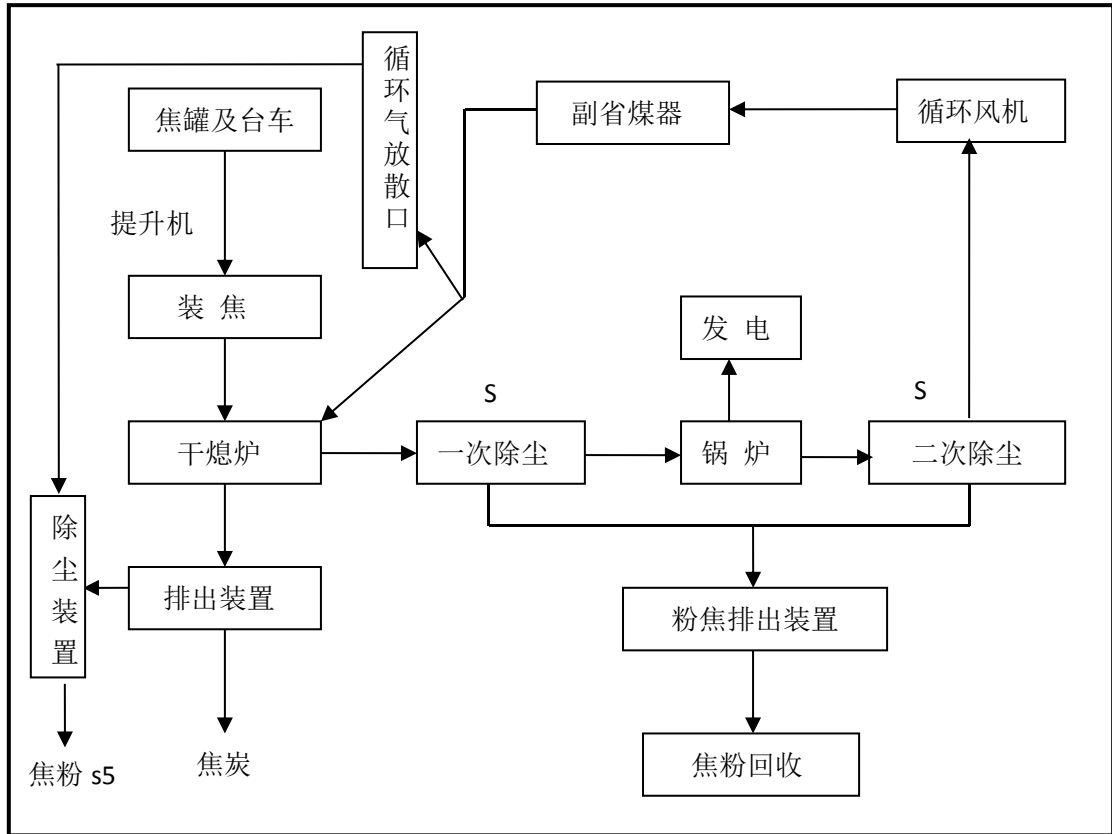 循环气放散口
焦罐及台车
副省煤器
循环风机
提升机
装 焦
发 电
S
S
干熄炉
一次除尘
锅 炉
二次除尘
除尘装置
排出装置
粉焦排出装置
焦粉 s5
焦炭
焦粉回收